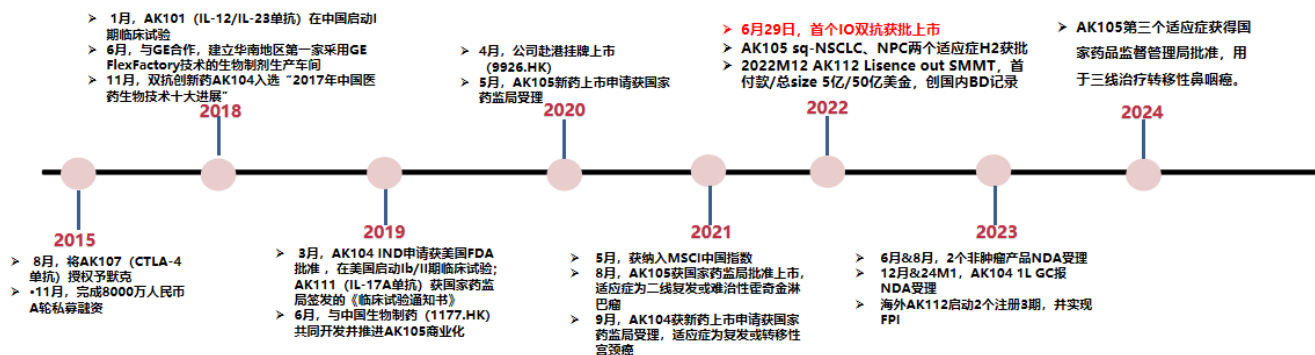 ➢ 1月，AK101（IL-12/IL-23单抗）在中国启动I
期临床试验
➢ 6月，与GE合作，建立华南地区第一家采用GE
FlexFactory技术的生物制剂生产车间
➢ 11月，双抗创新药AK104入选“2017年中国医
药生物技术十大进展”
2018
➢ 4月，公司赴港挂牌上市
（9926.HK）
➢ 5月，AK105新药上市申请获国家
药监局受理
2020
➢ 6月29日，首个IO双抗获批上市
➢ AK105 sq-NSCLC、NPC两个适应症H2获批
➢ 2022M12 AK112 Lisence out SMMT，首
付款/总size 5亿/50亿美金，创国内BD记录
2022
➢ AK105第三个适应症获得国
家药品监督管理局批准，用
于三线治疗转移性鼻咽癌。
2024
2015
➢ 8月，将AK107（CTLA-4
单抗）授权予默克
➢ •11月，完成8000万人民币
A轮私募融资
2019
➢ 3月，AK104 IND申请获美国FDA
批准，在美国启动Ib/II期临床试验；
AK111（IL-17A单抗）获国家药监
局签发的《临床试验通知书》
➢ 6月，与中国生物制药（1177.HK）
共同开发并推进AK105商业化
2021
➢ 5月，获纳入MSCI中国指数
➢ 8月，AK105获国家药监局批准上市，
适应症为二线复发或难治性霍奇金淋
巴瘤
➢ 9月，AK104获新药上市申请获国家
药监局受理，适应症为复发或转移性
宫颈癌
2023
➢ 6月&8月，2个非肿瘤产品NDA受理
➢ 12月&24M1，AK104 1L GC报
NDA受理
➢ 海外AK112启动2个注册3期，并实现
FPI